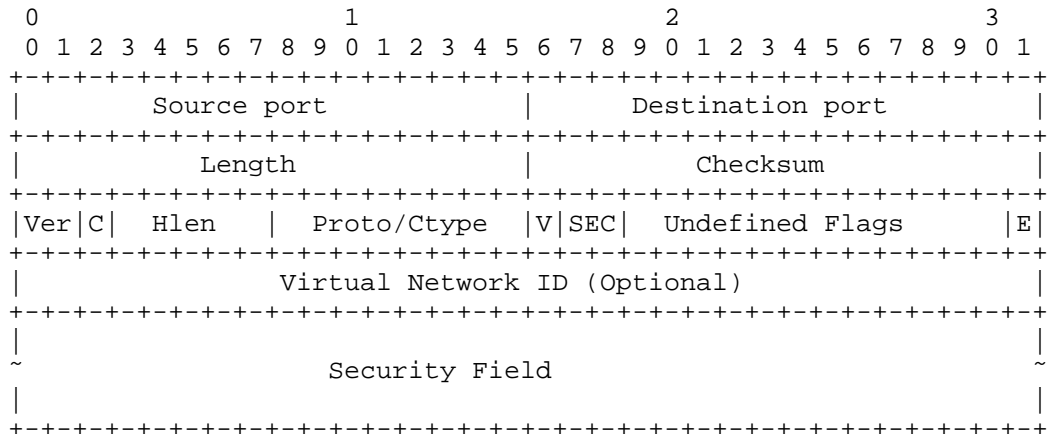 0                   1                   2                   3
 0 1 2 3 4 5 6 7 8 9 0 1 2 3 4 5 6 7 8 9 0 1 2 3 4 5 6 7 8 9 0 1
+-+-+-+-+-+-+-+-+-+-+-+-+-+-+-+-+-+-+-+-+-+-+-+-+-+-+-+-+-+-+-+-+
|        Source port            |      Destination port         |
+-+-+-+-+-+-+-+-+-+-+-+-+-+-+-+-+-+-+-+-+-+-+-+-+-+-+-+-+-+-+-+-+
|           Length              |          Checksum             |
+-+-+-+-+-+-+-+-+-+-+-+-+-+-+-+-+-+-+-+-+-+-+-+-+-+-+-+-+-+-+-+-+
|Ver|C|  Hlen   |  Proto/Ctype  |V|SEC|  Undefined Flags      |E|
+-+-+-+-+-+-+-+-+-+-+-+-+-+-+-+-+-+-+-+-+-+-+-+-+-+-+-+-+-+-+-+-+
|                Virtual Network ID (Optional)                  |
+-+-+-+-+-+-+-+-+-+-+-+-+-+-+-+-+-+-+-+-+-+-+-+-+-+-+-+-+-+-+-+-+
|                                                               |
~                   Security Field                              ~
|                                                               |
+-+-+-+-+-+-+-+-+-+-+-+-+-+-+-+-+-+-+-+-+-+-+-+-+-+-+-+-+-+-+-+-+